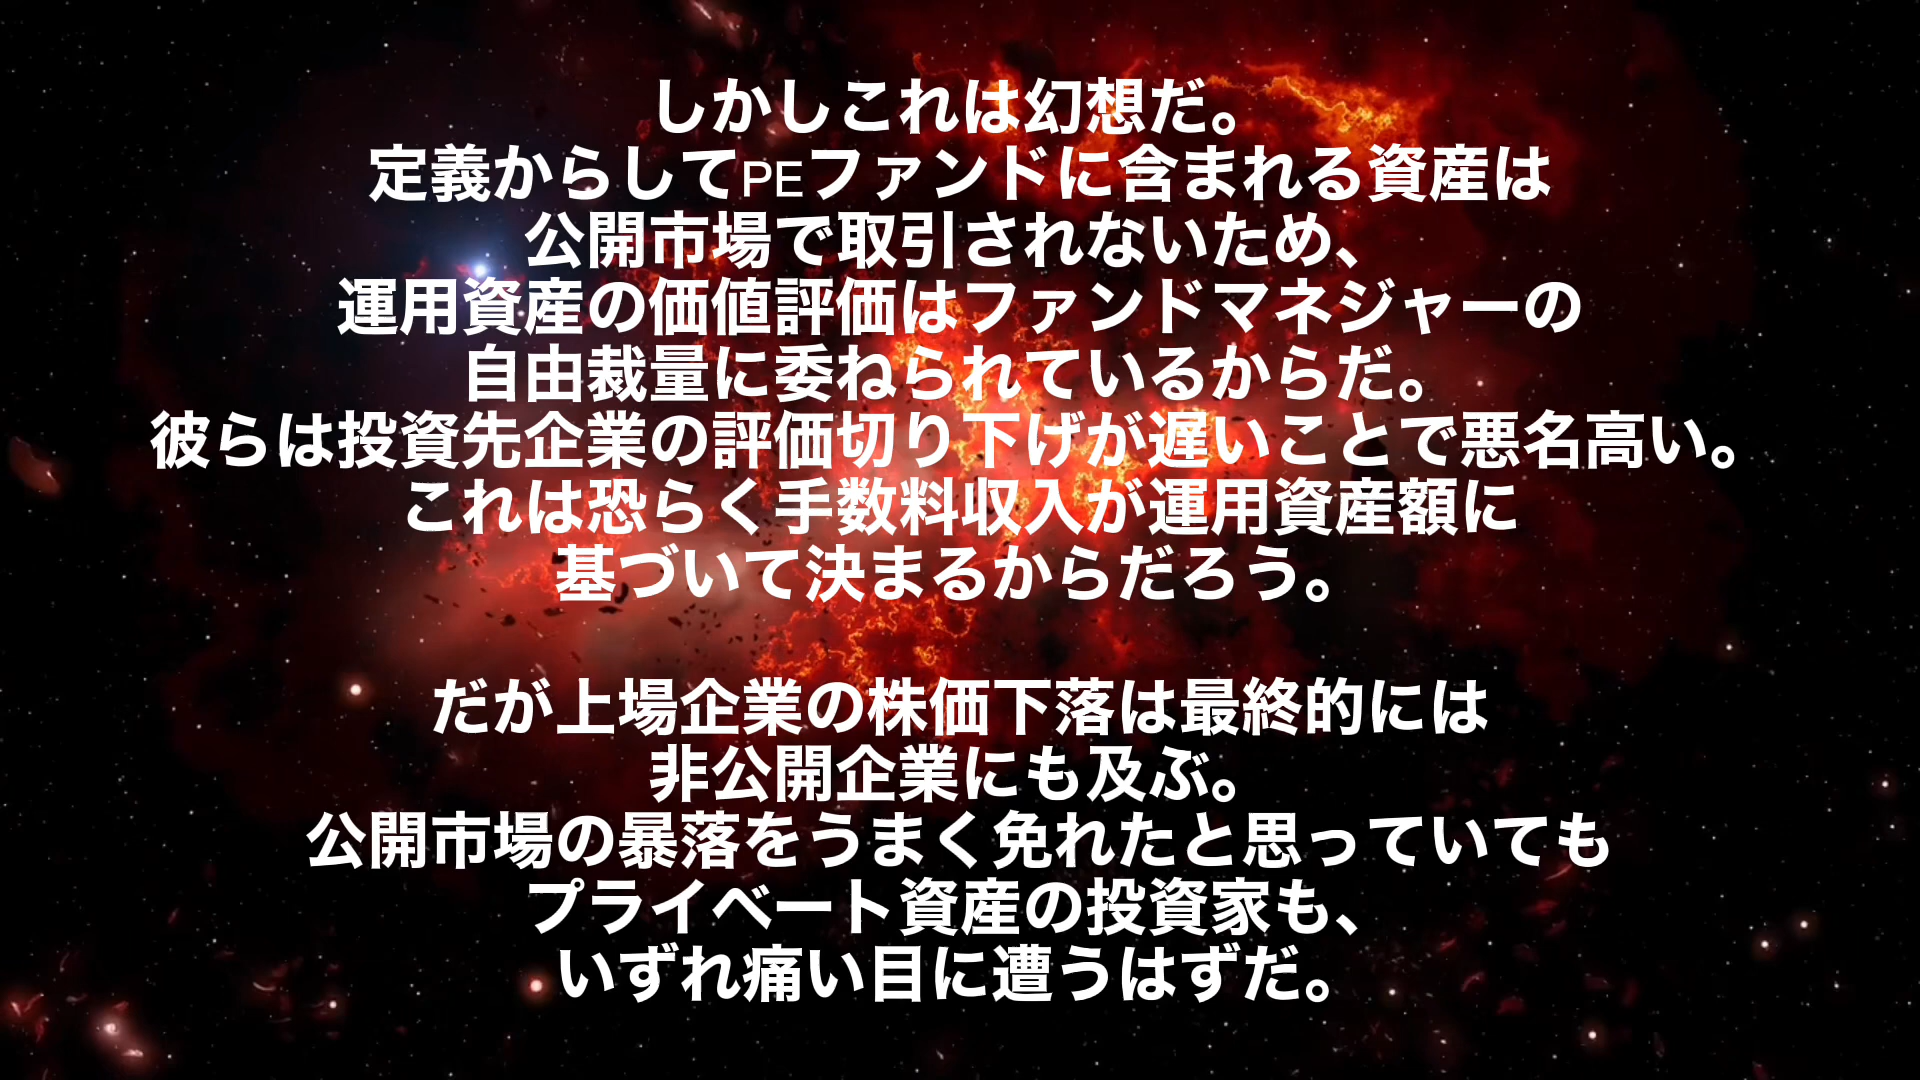 しかしこれは幻想だ。
定義からしてPEファンドに含まれる資産は
公開市場で取引されないため、
運用資産の価値評価はファンドマネジャーの
自由裁量に委ねられているからだ。
彼らは投資先企業の評価切り下げが遅いことで悪名高い。
これは恐らく手数料収入が運用資産額に
基づいて決まるからだろう。
だが上場企業の株価下落は最終的には
非公開企業にも及ぶ。
公開市場の暴落をうまく免れたと思っていても
プライベート資産の投資家も、
いずれ痛い目に遭うはずだ。